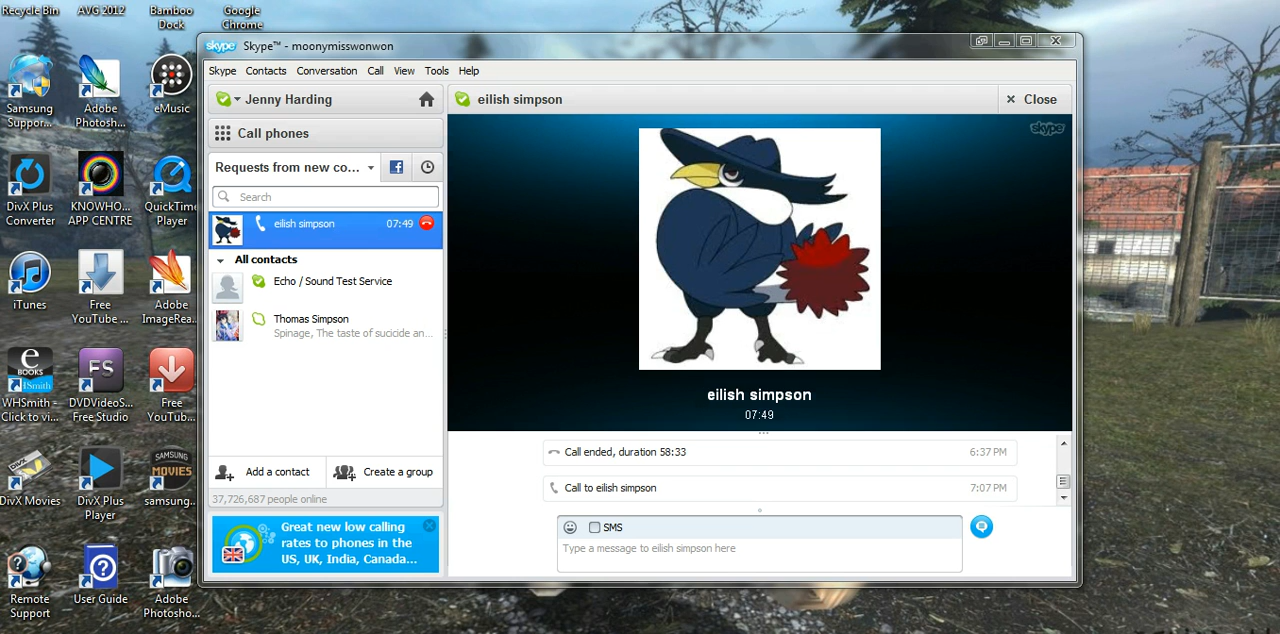 Recycle Bin
AVG 2012
Bamboo
Dock
Google
Chrome
Samsung
Suppor...
Adobe
Photosh...
eMusic
DivX Plus
Converter
KNOWHO...
APP CENTRE
QuickTime
Player
iTunes
Free
YouTube ...
Adobe
ImageRea...
e
BOOKS
WHSmith -
Click to vi...
FS
DVDVideoS...
Free Studio
Free
YouTub...
DivX Movies
DivX Plus
Player
SAMSUNG
MOVIES
samsung...
Remote
Support
User Guide
Adobe
Photosho...
skype Skype™ - moonymisswonwon
Skype Contacts Conversation Call View Tools Help
Jenny Harding
Call phones
Requests from new co...
Search
eilish simpson 07:49
All contacts
Echo / Sound Test Service
Thomas Simpson
Spinage, The taste of sucicide an...
Add a contact
Create a group
37,726,687 people online
Great new low calling
rates to phones in the
US, UK, India, Canada...
eilish simpson
Close
skype
eilish simpson
07:49
Call ended, duration 58:33 6:37 PM
Call to eilish simpson 7:07 PM
SMS
Type a message to eilish simpson here